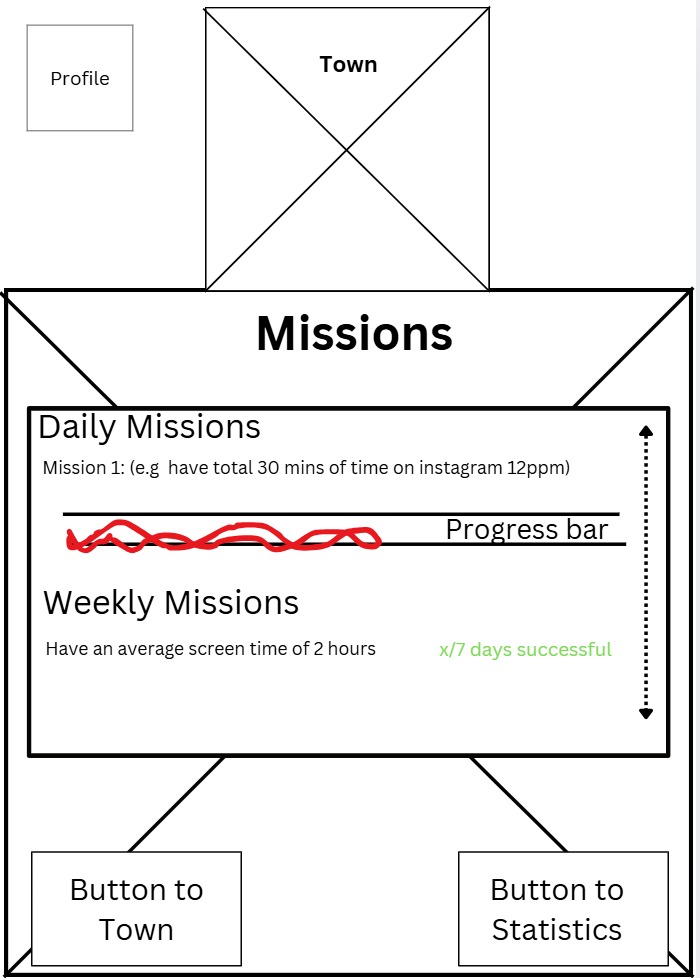 Profile
Town
Missions
Daily Missions
Mission 1: (e.g  have total 30 mins of time on instagram 12ppm)
Progress bar
Weekly Missions
Have an average screen time of 2 hours
x/7 days successful
Button to
Town
Button to
Statistics